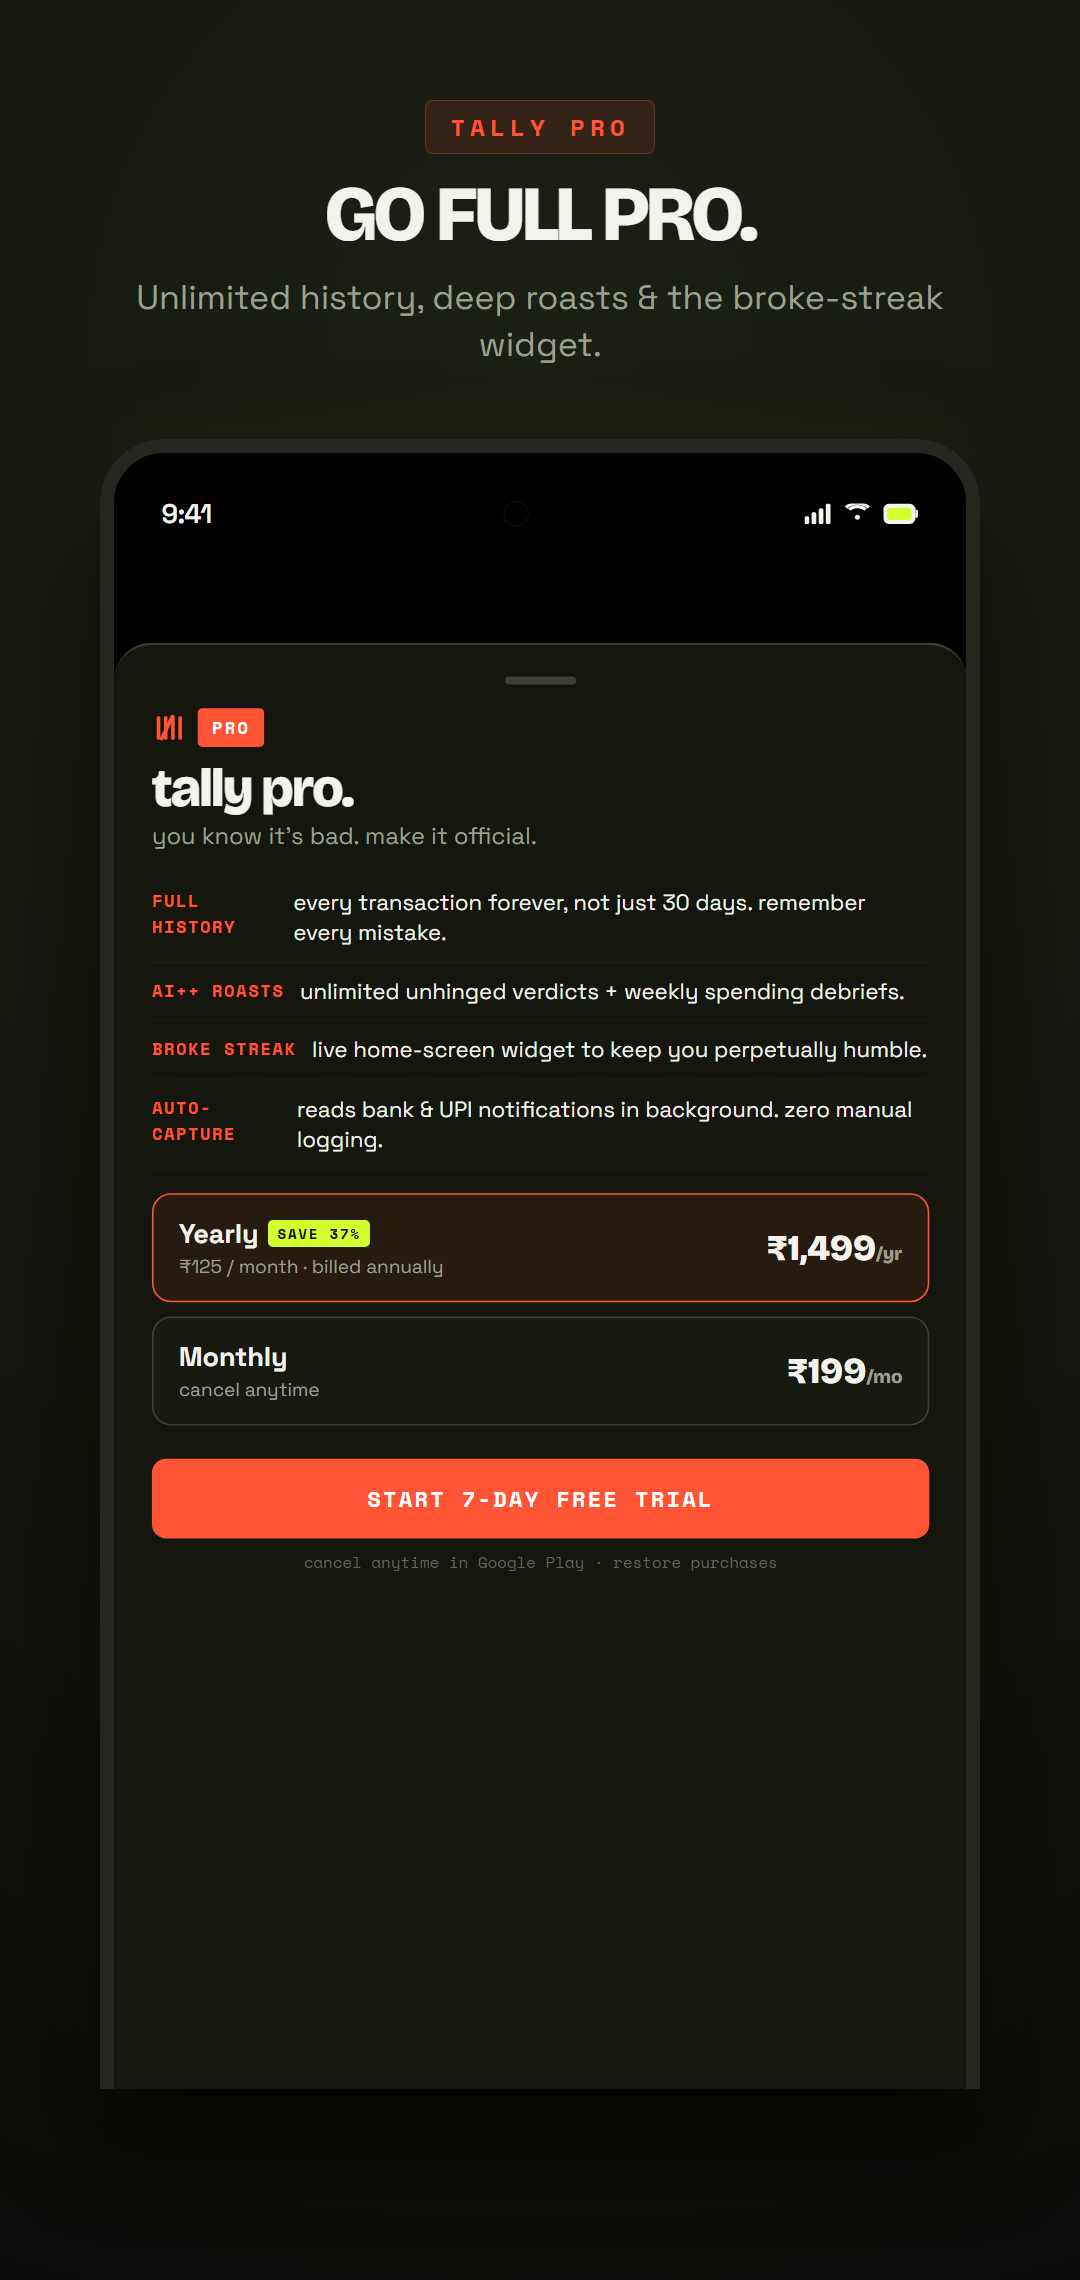 TALLY PRO
GO FULL PRO.
Unlimited history, deep roasts & the broke-streak
widget.
9:41
PRO
tally pro.
you know it's bad. make it official.
FULL
HISTORY
every transaction forever, not just 30 days. remember
every mistake.
AI++ ROASTS unlimited unhinged verdicts + weekly spending debriefs.
BROKE STREAK live home-screen widget to keep you perpetually humble.
AUTO-
CAPTURE
reads bank & UPI notifications in background. zero manual
logging.
Yearly SAVE 37%
₹125 / month · billed annually
₹1,499/yr
Monthly
cancel anytime
₹199/mo
START 7-DAY FREE TRIAL
cancel anytime in Google Play · restore purchases